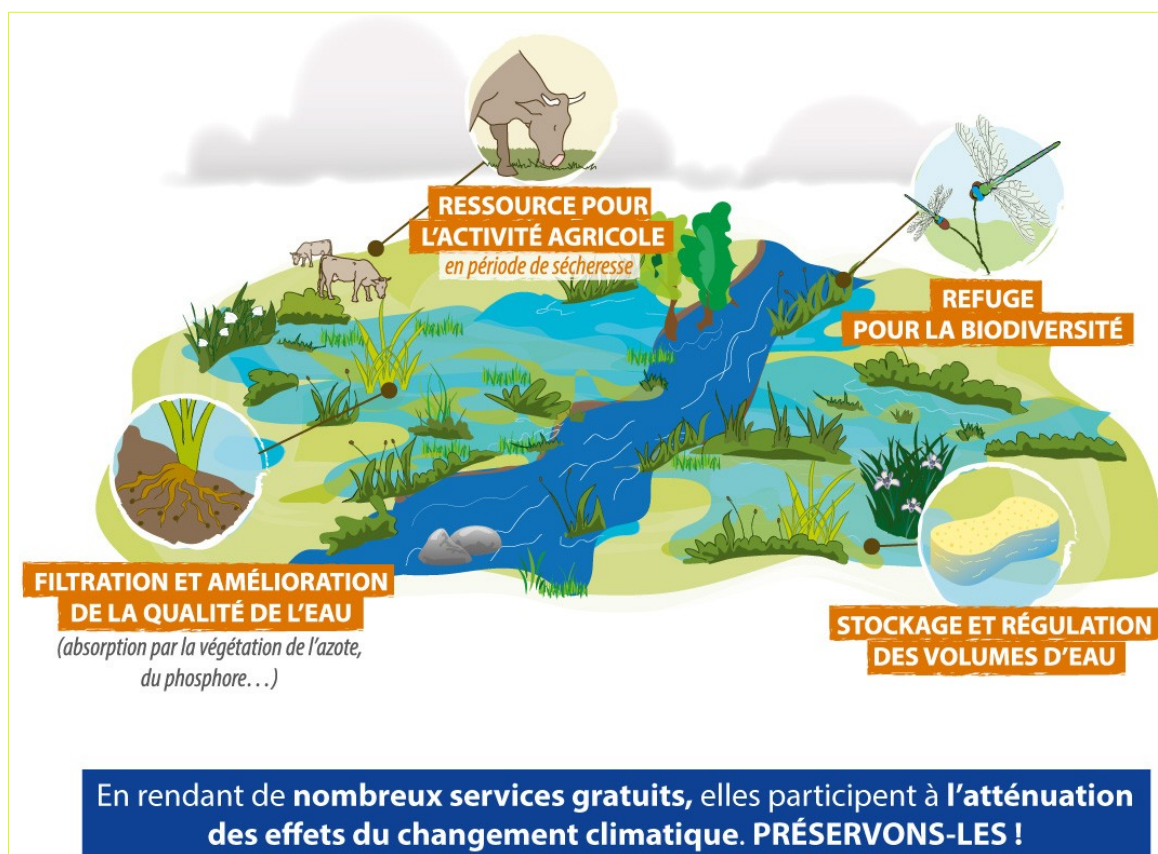 RESSOURCE POUR
L'ACTIVITÉ AGRICOLE
en période de sécheresse
REFUGE
POUR LA BIODIVERSITÉ
FILTRATION ET AMÉLIORATION
DE LA QUALITÉ DE L'EAU
(absorption par la végétation de l'azote,
du phosphore…)
STOCKAGE ET RÉGULATION
DES VOLUMES D'EAU
En rendant de nombreux services gratuits, elles participent à l'atténuation
des effets du changement climatique. PRÉSERVONS-LES !